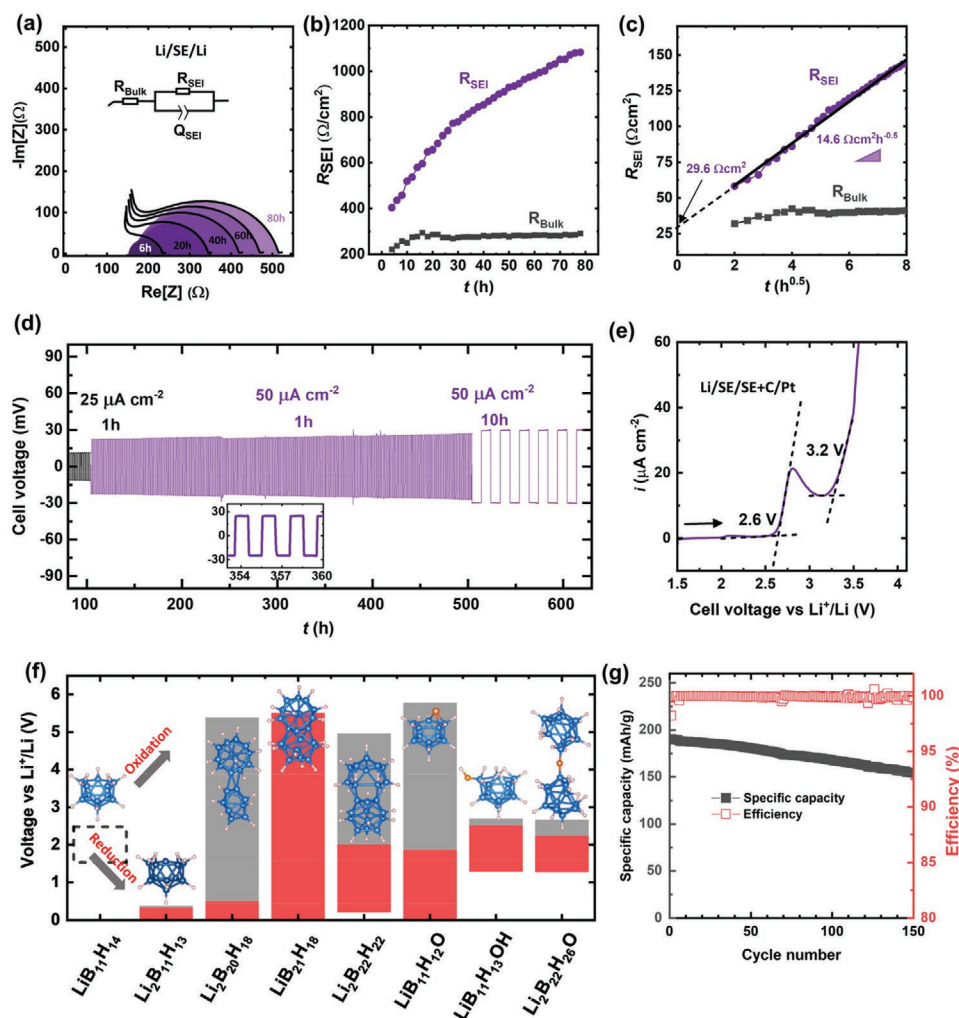 (a)
Li/SE/Li
R_Bulk
R_SEI
Q_SEI
-Im[Z](Ω)
500
400
300
200
100
0
6h
20h
40h
60h
80h
0 100 200 300 400 500
Re[Z] (Ω)
(b)
R_SEI (Ω/cm²)
1200
1000
800
600
400
200
R_SEI
R_Bulk
0 10 20 30 40 50 60 70 80
t (h)
(c)
R_SEI (Ωcm²)
150
125
100
75
50
25
0
R_SEI
14.6 Ωcm²h^-0.5
29.6 Ωcm²
R_Bulk
0 2 4 6 8
t (h^0.5)
(d)
Cell voltage (mV)
90
60
30
0
-30
-60
-90
25 µA cm⁻²
1h
50 µA cm⁻²
1h
50 µA cm⁻²
10h
25
0
-30
354 357 360
100 200 300 400 500 600
t (h)
(e)
i (µA cm⁻²)
60
40
20
0
Li/SE/SE+C/Pt
3.2 V
2.6 V
1.5 2.0 2.5 3.0 3.5 4.0
Cell voltage vs Li⁺/Li (V)
(f)
Voltage vs Li⁺/Li (V)
6
5
4
3
2
1
0
Oxidation
Reduction
LiB₁₁H₁₄
Li₂B₁₁H₁₃
Li₂B₂₀H₁₈
LiB₂₁H₁₈
Li₂B₂₂H₂₂
LiB₁₁H₁₂O
LiB₁₁H₁₃OH
Li₂B₂₂H₂₆O
(g)
Specific capacity (mAh/g)
250
200
150
100
50
0
Specific capacity
Efficiency
100
95
90
85
80
Efficiency (%)
0 50 100 150
Cycle number